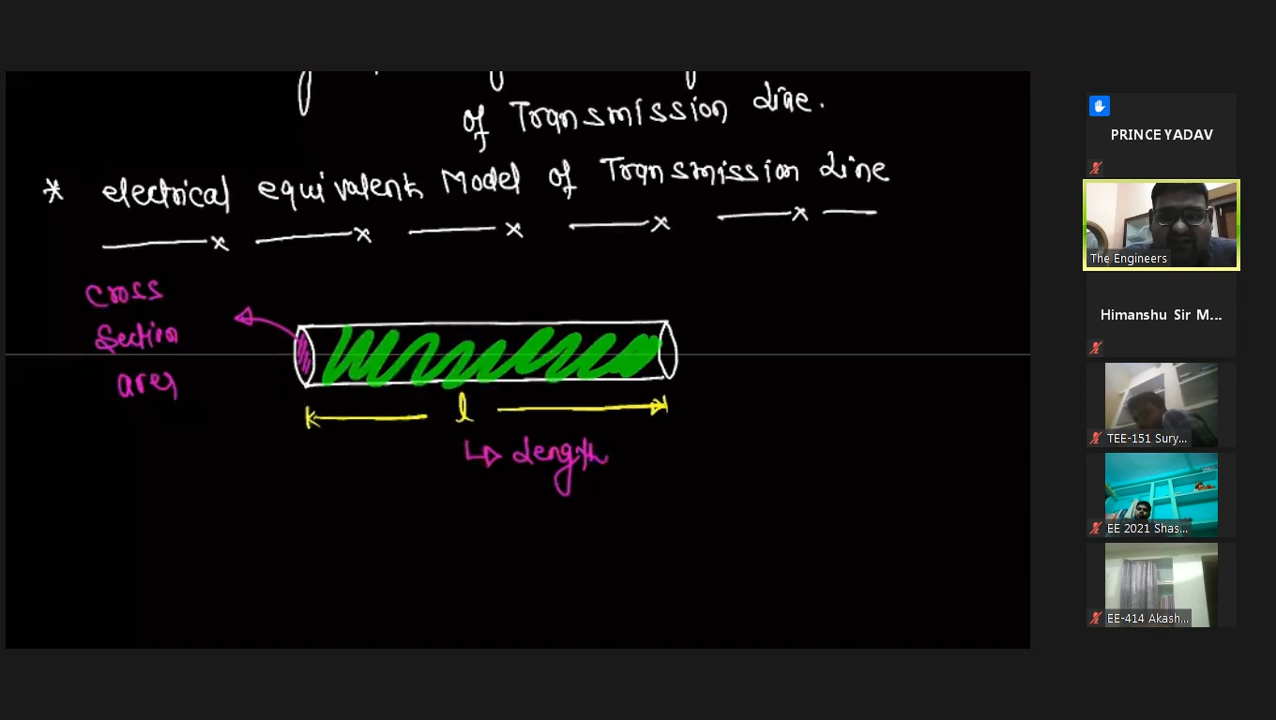 of Transmission Line.
* electrical equivalent Model of Transmission Line
Cross
Section
area
l
Length
PRINCE YADAV
The Engineers
Himanshu Sir M...
TEE-151 Sury...
EE 2021 Shas...
EE-414 Akash...